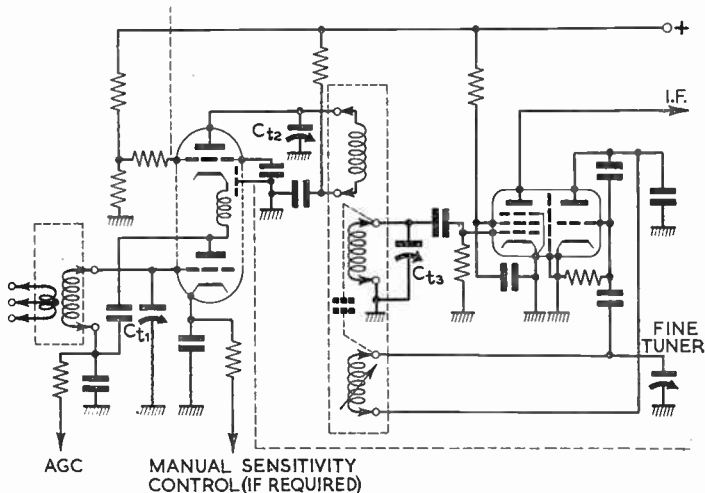 +
I.F.
Ct2
Ct3
Ct1
FINE
TUNER
AGC
MANUAL SENSITIVITY
CONTROL (IF REQUIRED)